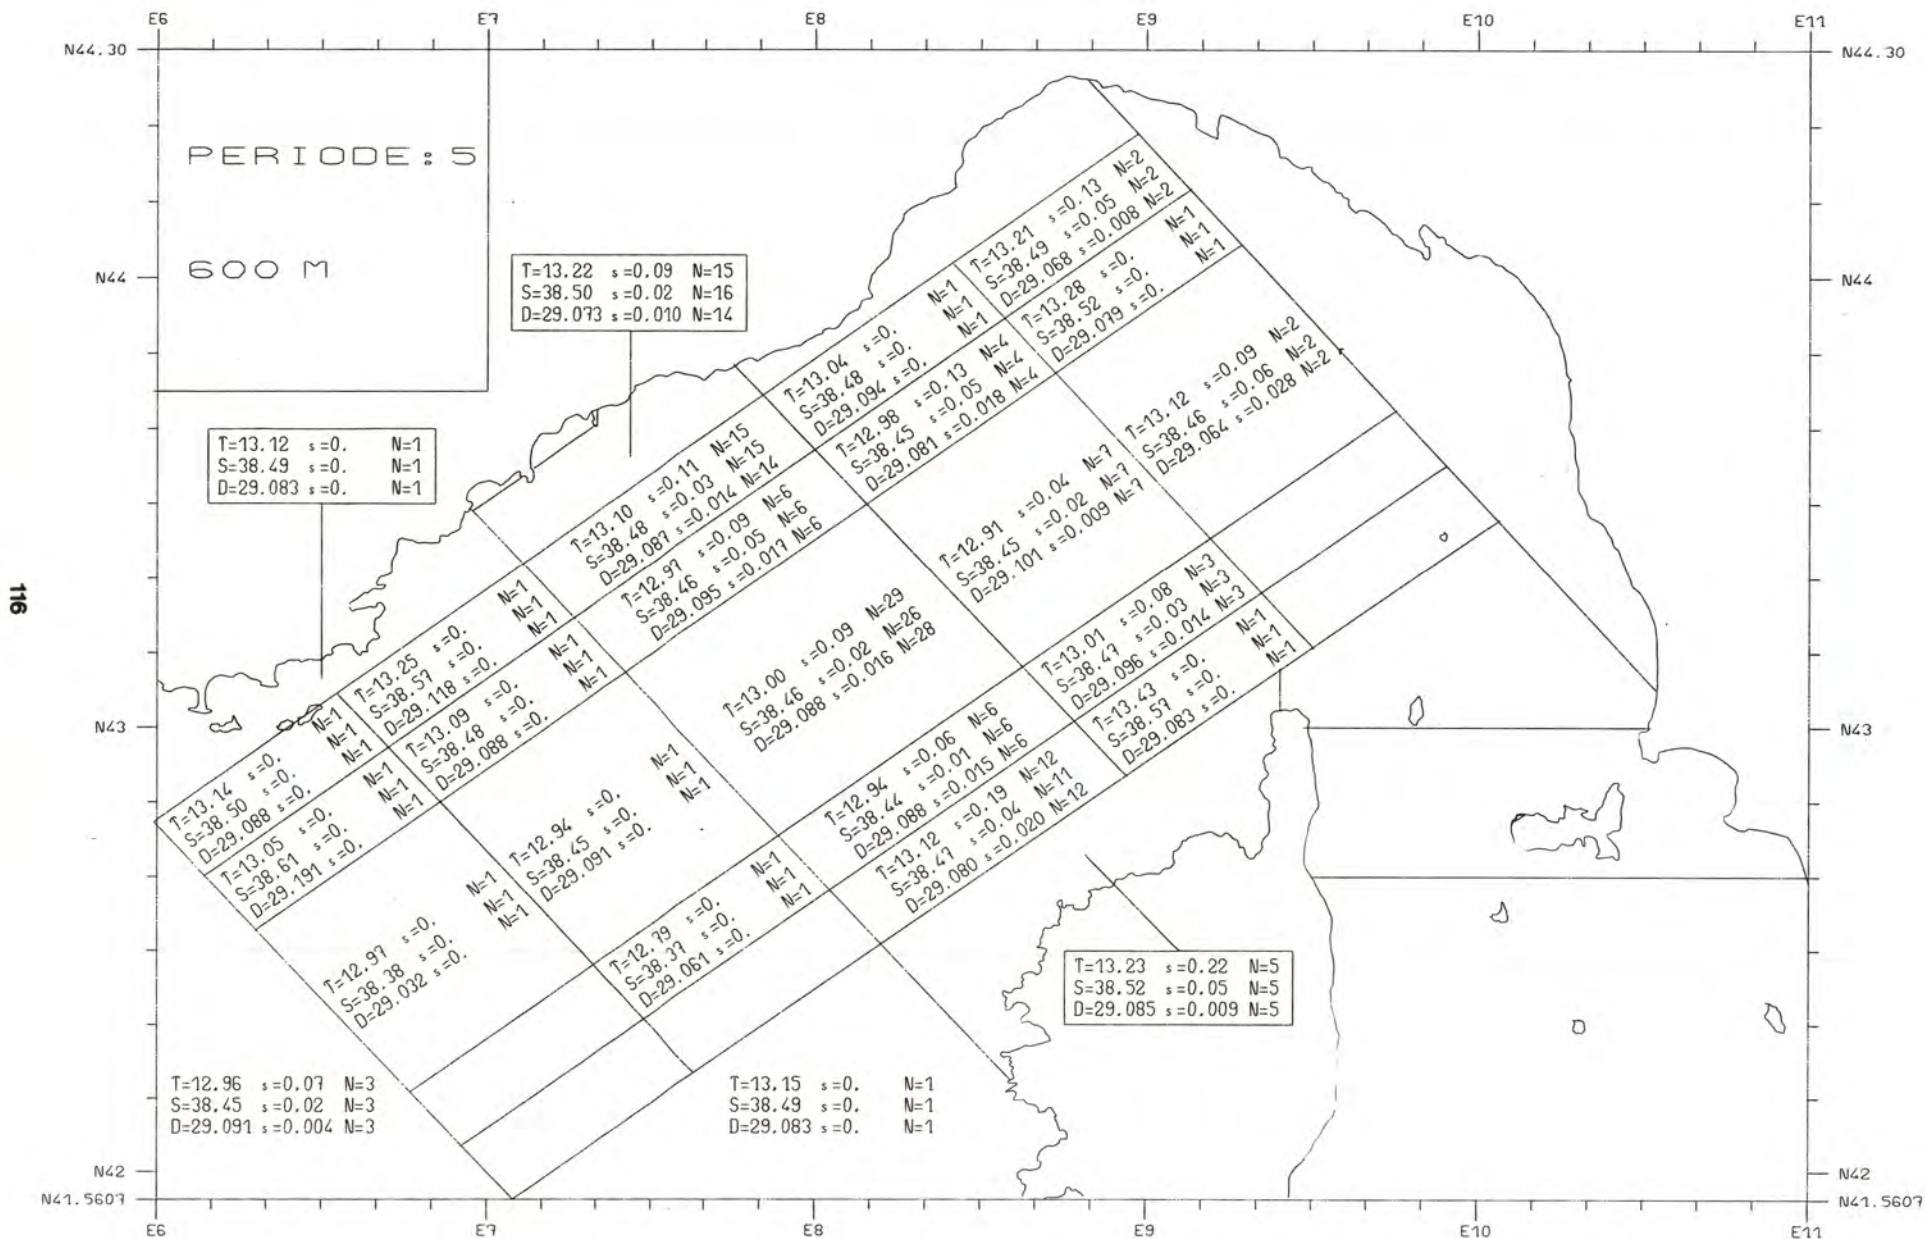 E6 E7 E8 E9 E10 E11
N44.30 N44.30
PERIODE: 5
600 M
N44 N44
T=13.22 s=0.09 N=15
S=38.50 s=0.02 N=16
D=29.073 s=0.010 N=14
T=13.12 s=0. N=1
S=38.49 s=0. N=1
D=29.083 s=0. N=1
T=13.21 s=0.13 N=2
S=38.49 s=0.05 N=2
D=29.068 s=0.008 N=2
T=13.28 s=0. N=1
S=38.52 s=0. N=1
D=29.079 s=0. N=1
T=13.04 s=0. N=1
S=38.48 s=0. N=1
D=29.094 s=0. N=1
T=12.98 s=0.13 N=4
S=38.45 s=0.05 N=4
D=29.081 s=0.018 N=4
T=13.12 s=0.09 N=2
S=38.46 s=0.06 N=2
D=29.064 s=0.028 N=2
T=13.10 s=0.11 N=15
S=38.48 s=0.03 N=15
D=29.087 s=0.014 N=14
T=12.97 s=0.09 N=6
S=38.46 s=0.05 N=6
D=29.095 s=0.017 N=6
T=12.91 s=0.04 N=7
S=38.45 s=0.02 N=7
D=29.101 s=0.009 N=7
T=13.25 s=0. N=1
S=38.57 s=0. N=1
D=29.118 s=0. N=1
T=13.09 s=0. N=1
S=38.48 s=0. N=1
D=29.088 s=0. N=1
T=13.00 s=0.09 N=29
S=38.46 s=0.02 N=26
D=29.088 s=0.016 N=28
T=13.01 s=0.08 N=3
S=38.47 s=0.03 N=3
D=29.096 s=0.014 N=3
T=13.43 s=0. N=1
S=38.57 s=0. N=1
D=29.083 s=0. N=1
116
N43 N43
T=13.14 s=0. N=1
S=38.50 s=0. N=1
D=29.088 s=0. N=1
T=13.05 s=0. N=1
S=38.61 s=0. N=1
D=29.191 s=0. N=1
T=12.94 s=0. N=1
S=38.45 s=0. N=1
D=29.091 s=0. N=1
T=12.94 s=0.06 N=6
S=38.44 s=0.01 N=6
D=29.088 s=0.015 N=6
T=13.12 s=0.19 N=12
S=38.47 s=0.04 N=11
D=29.080 s=0.020 N=12
T=12.97 s=0. N=1
S=38.38 s=0. N=1
D=29.032 s=0. N=1
T=12.79 s=0. N=1
S=38.37 s=0. N=1
D=29.061 s=0. N=1
T=13.23 s=0.22 N=5
S=38.52 s=0.05 N=5
D=29.085 s=0.009 N=5
T=12.96 s=0.07 N=3
S=38.45 s=0.02 N=3
D=29.091 s=0.004 N=3
T=13.15 s=0. N=1
S=38.49 s=0. N=1
D=29.083 s=0. N=1
N42 N42
N41.5607 N41.5607
E6 E7 E8 E9 E10 E11